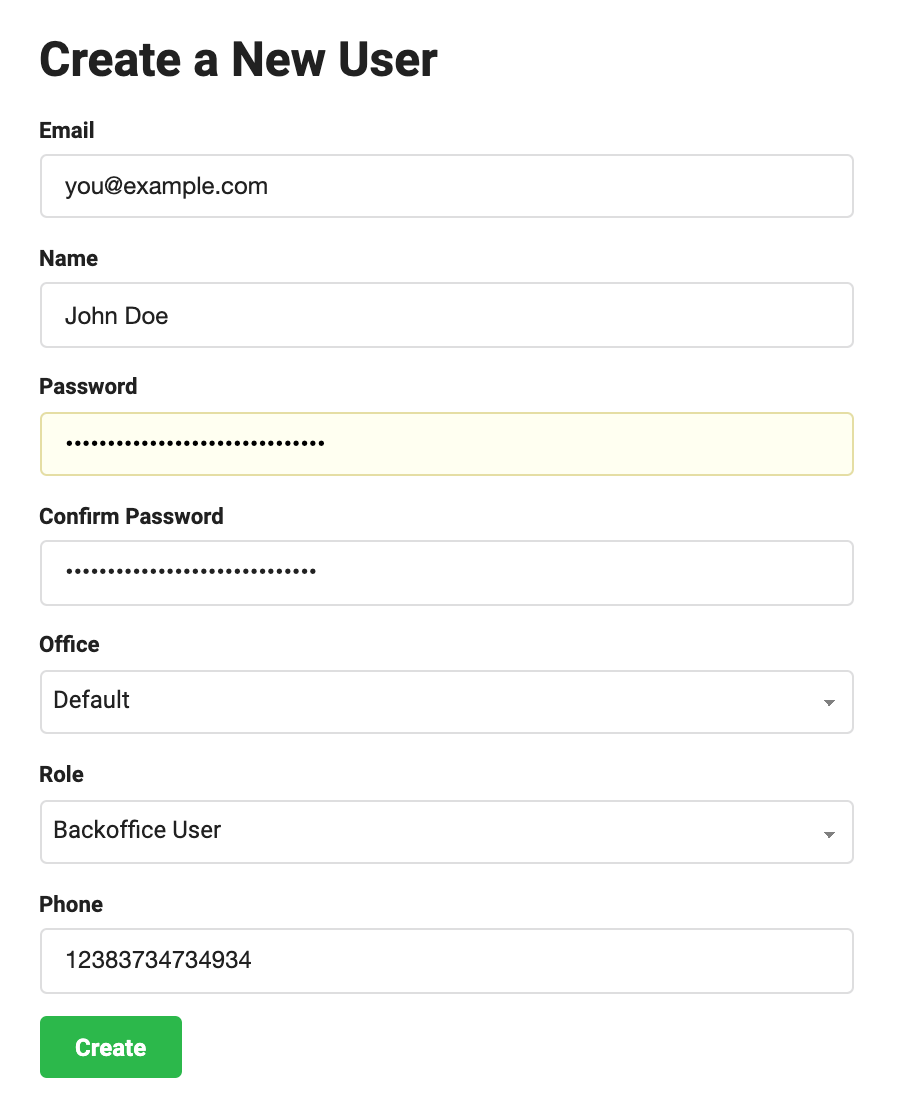 Create a New User
Email
you@example.com
Name
John Doe
Password
•••••••••••••••••••••••••••••••
Confirm Password
••••••••••••••••••••••••••••••
Office
Default
Role
Backoffice User
Phone
12383734734934
Create